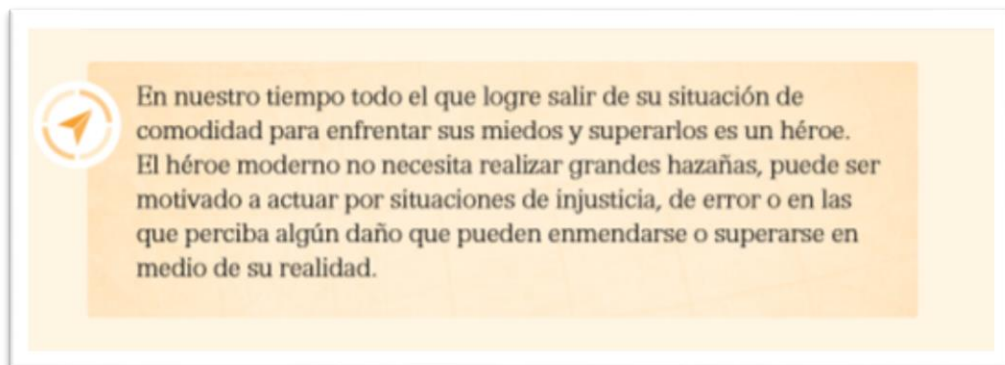 En nuestro tiempo todo el que logre salir de su situación de
comodidad para enfrentar sus miedos y superarlos es un héroe.
El héroe moderno no necesita realizar grandes hazañas, puede ser
motivado a actuar por situaciones de injusticia, de error o en las
que perciba algún daño que pueden enmendarse o superarse en
medio de su realidad.